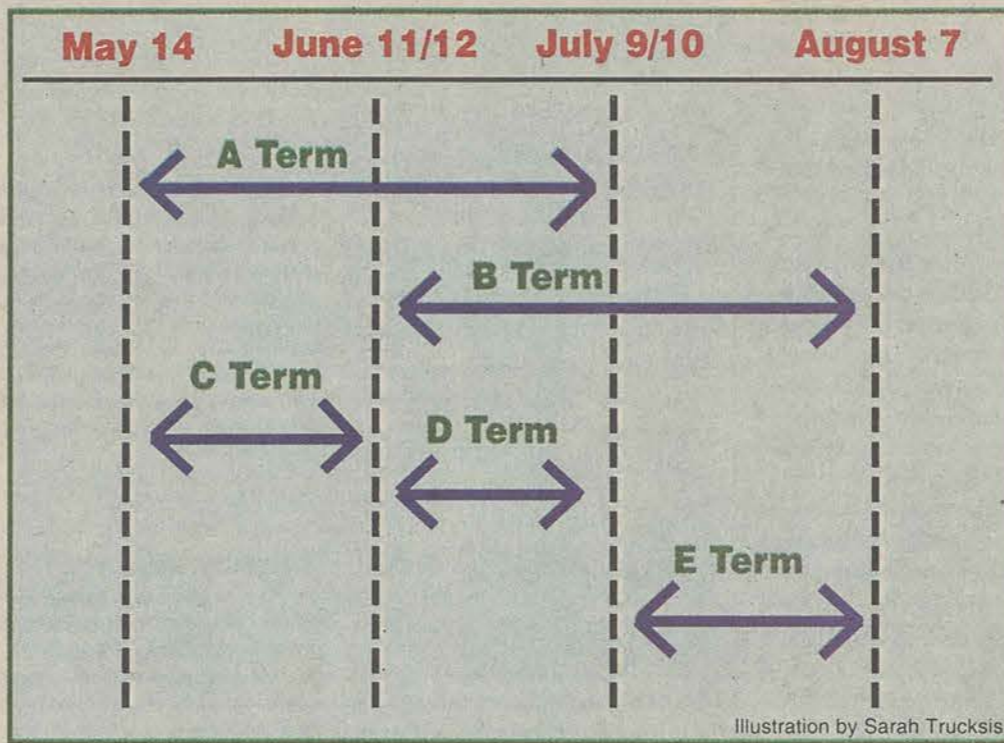 May 14 June 11/12 July 9/10 August 7
A Term
B Term
C Term
D Term
E Term
Illustration by Sarah Trucksis